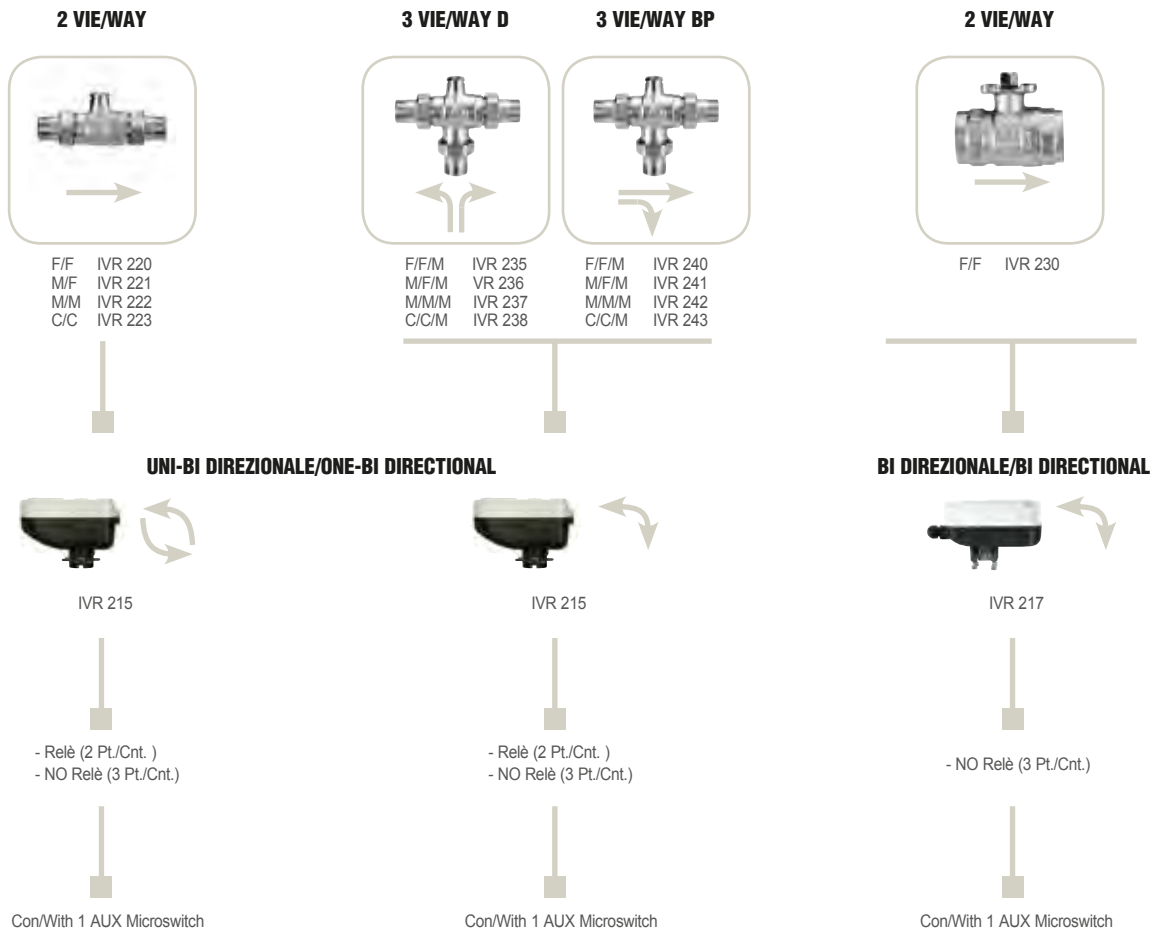 2 VIE/WAY
3 VIE/WAY D
3 VIE/WAY BP
2 VIE/WAY
F/F IVR 220
M/F IVR 221
M/M IVR 222
C/C IVR 223
F/F/M IVR 235
M/F/M VR 236
M/M/M IVR 237
C/C/M IVR 238
F/F/M IVR 240
M/F/M IVR 241
M/M/M IVR 242
C/C/M IVR 243
F/F IVR 230
UNI-BI DIREZIONALE/ONE-BI DIRECTIONAL
BI DIREZIONALE/BI DIRECTIONAL
IVR 215
IVR 215
IVR 217
- Relè (2 Pt./Cnt. )
- NO Relè (3 Pt./Cnt.)
- Relè (2 Pt./Cnt. )
- NO Relè (3 Pt./Cnt.)
- NO Relè (3 Pt./Cnt.)
Con/With 1 AUX Microswitch
Con/With 1 AUX Microswitch
Con/With 1 AUX Microswitch